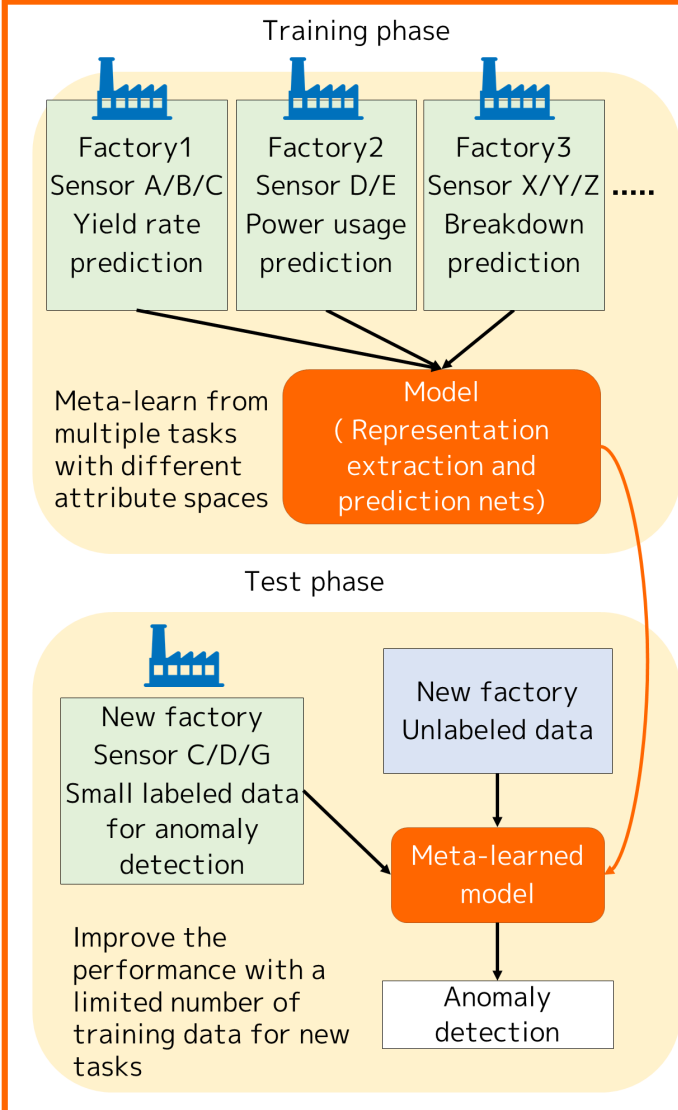 Training phase
Factory1
Sensor A/B/C
Yield rate
prediction
Factory2
Sensor D/E
Power usage
prediction
Factory3
Sensor X/Y/Z
Breakdown
prediction
.....
Meta-learn from
multiple tasks
with different
attribute spaces
Model
( Representation
extraction and
prediction nets)
Test phase
New factory
Sensor C/D/G
Small labeled data
for anomaly
detection
New factory
Unlabeled data
Meta-learned
model
Improve the
performance with a
limited number of
training data for new
tasks
Anomaly
detection